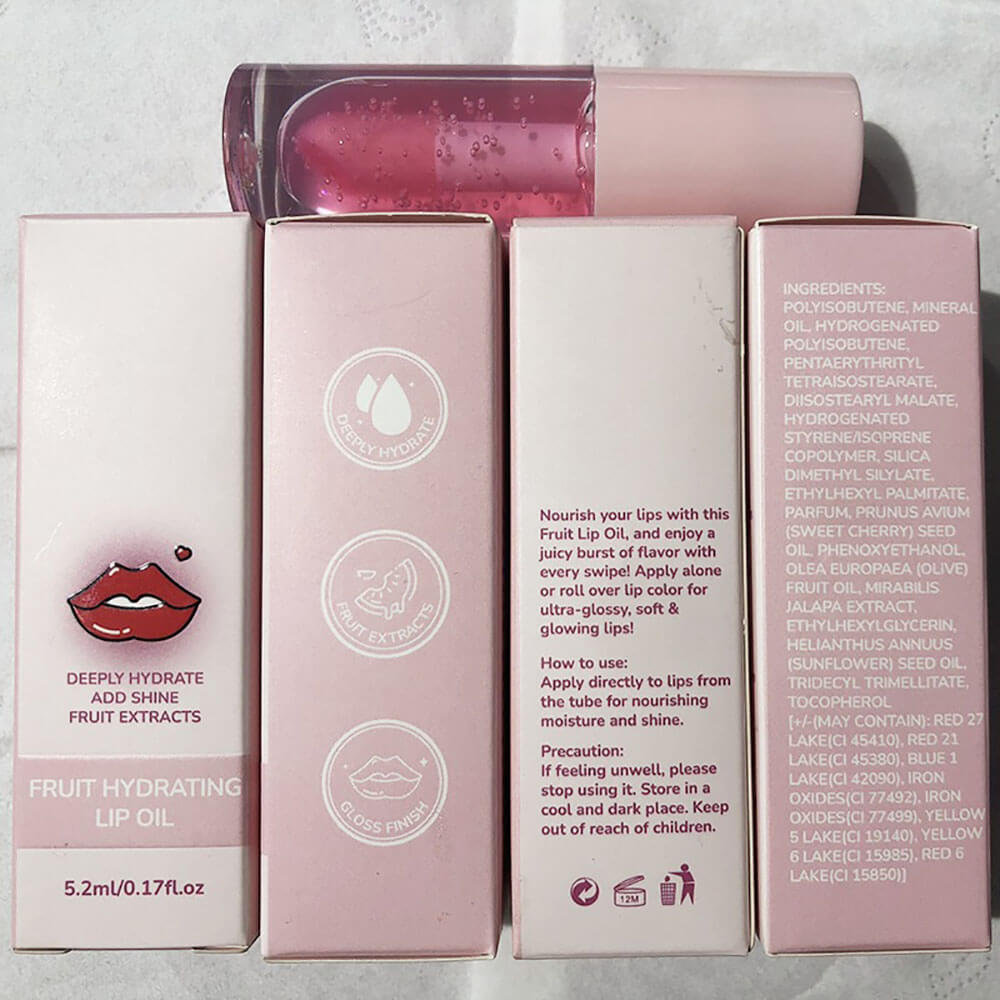 DEEPLY HYDRATE
ADD SHINE
FRUIT EXTRACTS
FRUIT HYDRATING
LIP OIL
5.2ml/0.17fl.oz
DEEPLY HYDRATE
FRUIT EXTRACTS
GLOSS FINISH
Nourish your lips with this
Fruit Lip Oil, and enjoy a
juicy burst of flavor with
every swipe! Apply alone
or roll over lip color for
ultra-glossy, soft &
glowing lips!
How to use:
Apply directly to lips from
the tube for nourishing
moisture and shine.
Precaution:
If feeling unwell, please
stop using it. Store in a
cool and dark place. Keep
out of reach of children.
12M
INGREDIENTS:
POLYISOBUTENE, MINERAL
OIL, HYDROGENATED
POLYISOBUTENE,
PENTAERYTHRITYL
TETRAISOSTEARATE,
DIISOSTEARYL MALATE,
HYDROGENATED
STYRENE/ISOPRENE
COPOLYMER, SILICA
DIMETHYL SILYLATE,
ETHYLHEXYL PALMITATE,
PARFUM, PRUNUS AVIUM
(SWEET CHERRY) SEED
OIL, PHENOXYETHANOL,
OLEA EUROPAEA (OLIVE)
FRUIT OIL, MIRABILIS
JALAPA EXTRACT,
ETHYLHEXYLGLYCERIN,
HELIANTHUS ANNUUS
(SUNFLOWER) SEED OIL,
TRIDECYL TRIMELLITATE,
TOCOPHEROL
[+/-(MAY CONTAIN): RED 27
LAKE(CI 45410), RED 21
LAKE(CI 45380), BLUE 1
LAKE(CI 42090), IRON
OXIDES(CI 77492), IRON
OXIDES(CI 77499), YELLOW
5 LAKE(CI 19140), YELLOW
6 LAKE(CI 15985), RED 6
LAKE(CI 15850)]